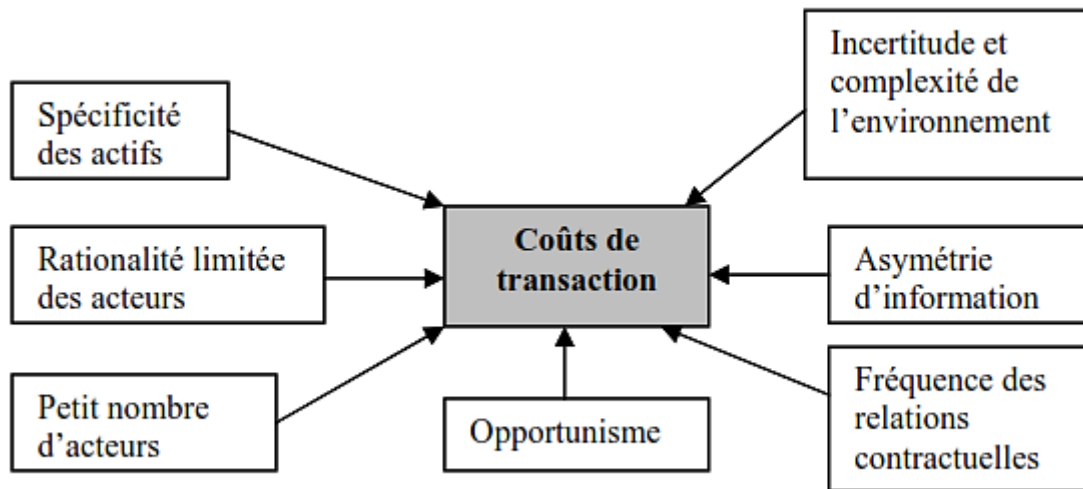 Spécificité
des actifs
Incertitude et
complexité de
l’environnement
Rationalité limitée
des acteurs
Coûts de
transaction
Asymétrie
d’information
Petit nombre
d’acteurs
Opportunisme
Fréquence des
relations
contractuelles